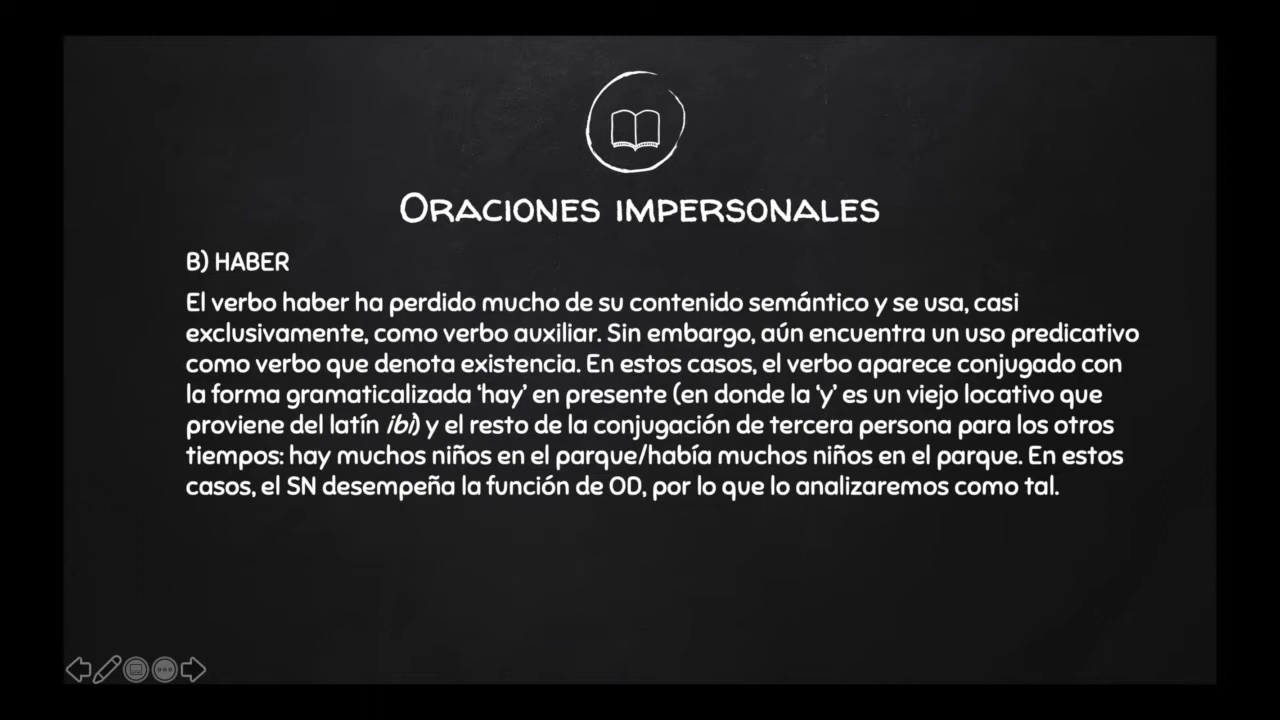 ORACIONES IMPERSONALES
B) HABER
El verbo haber ha perdido mucho de su contenido semántico y se usa, casi
exclusivamente, como verbo auxiliar. Sin embargo, aún encuentra un uso predicativo
como verbo que denota existencia. En estos casos, el verbo aparece conjugado con
la forma gramaticalizada 'hay' en presente (en donde la 'y' es un viejo locativo que
proviene del latín ibi) y el resto de la conjugación de tercera persona para los otros
tiempos: hay muchos niños en el parque/había muchos niños en el parque. En estos
casos, el SN desempeña la función de OD, por lo que lo analizaremos como tal.